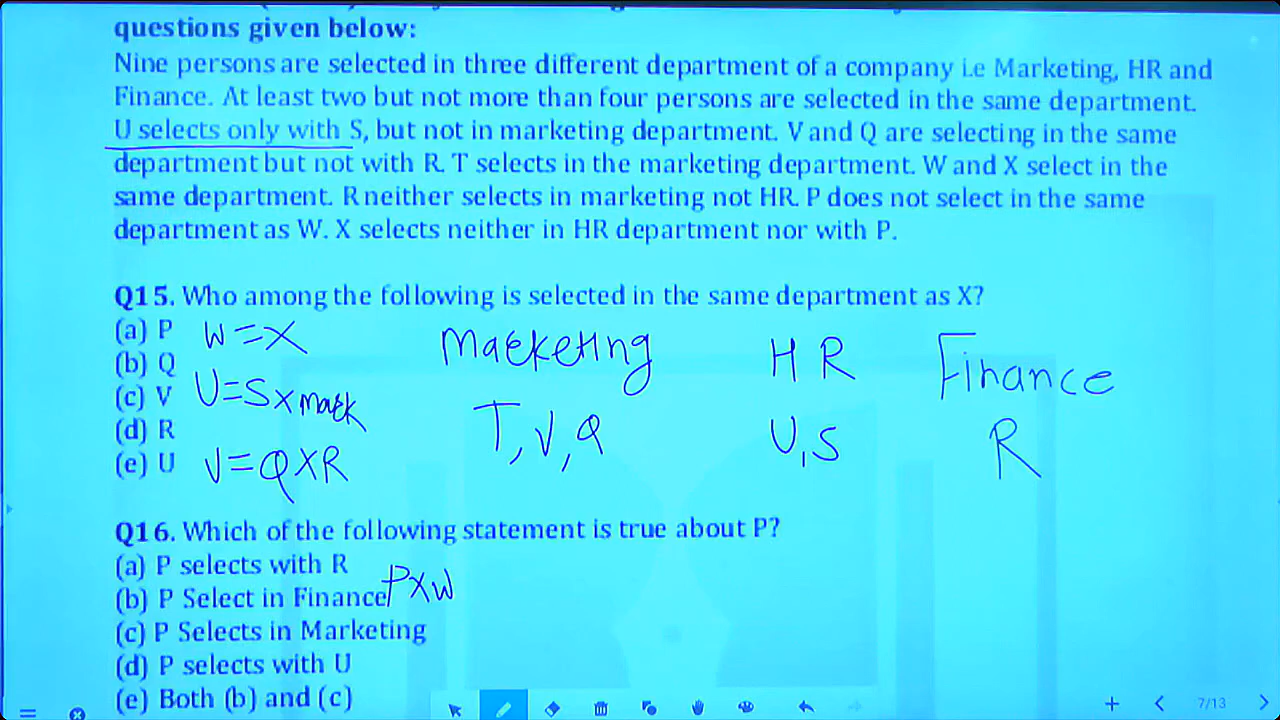 questions given below:
Nine persons are selected in three different department of a company i.e Marketing, HR and
Finance. At least two but not more than four persons are selected in the same department.
U selects only with S, but not in marketing department. V and Q are selecting in the same
department but not with R. T selects in the marketing department. W and X select in the
same department. R neither selects in marketing not HR. P does not select in the same
department as W. X selects neither in HR department nor with P.
Q15. Who among the following is selected in the same department as X?
(a) P W=X Marketing HR Finance
(b) Q
(c) V U=S x mark
(d) R T, V, Q U, S R
(e) U V=Q x R
Q16. Which of the following statement is true about P?
(a) P selects with R
(b) P Select in Finance P x W
(c) P Selects in Marketing
(d) P selects with U
(e) Both (b) and (c)
7/13